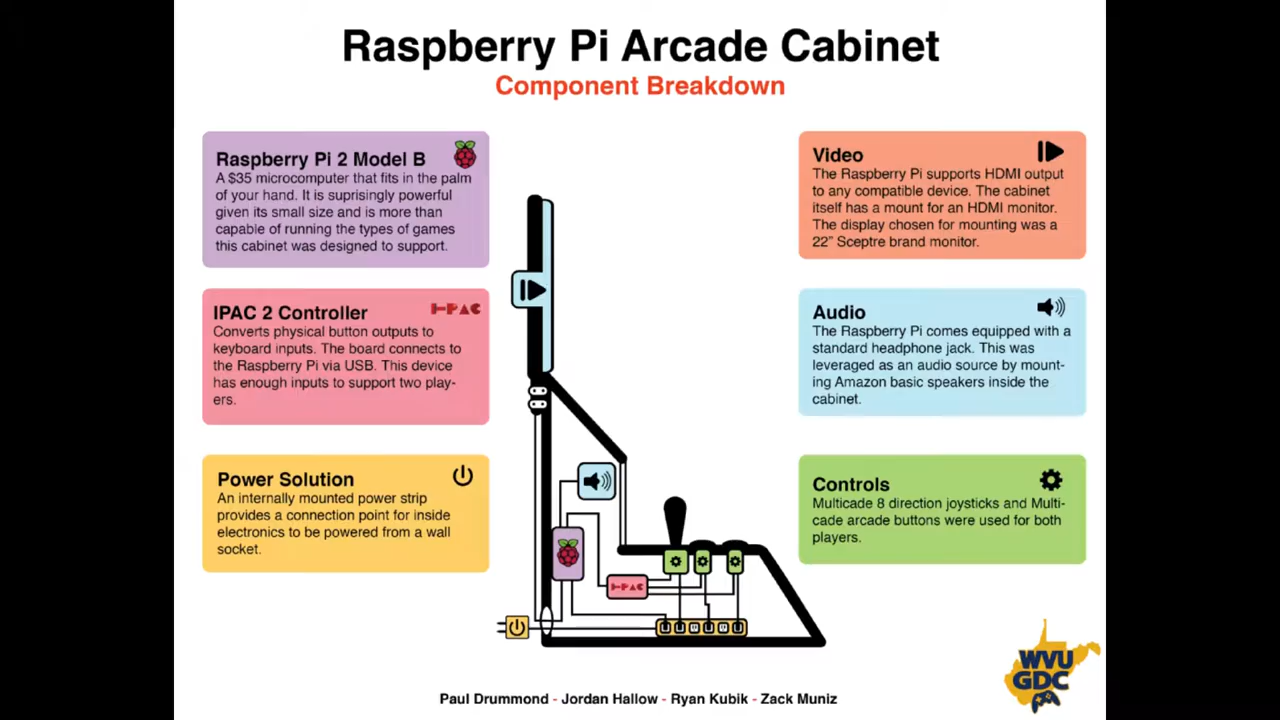 Raspberry Pi Arcade Cabinet
Component Breakdown
Raspberry Pi 2 Model B
A $35 microcomputer that fits in the palm
of your hand. It is suprisingly powerful
given its small size and is more than
capable of running the types of games
this cabinet was designed to support.
IPAC 2 Controller
I-PAC
Converts physical button outputs to
keyboard inputs. The board connects to
the Raspberry Pi via USB. This device
has enough inputs to support two play-
ers.
Power Solution
An internally mounted power strip
provides a connection point for inside
electronics to be powered from a wall
socket.
I-PAC
Video
The Raspberry Pi supports HDMI output
to any compatible device. The cabinet
itself has a mount for an HDMI monitor.
The display chosen for mounting was a
22” Sceptre brand monitor.
Audio
The Raspberry Pi comes equipped with a
standard headphone jack. This was
leveraged as an audio source by mount-
ing Amazon basic speakers inside the
cabinet.
Controls
Multicade 8 direction joysticks and Multi-
cade arcade buttons were used for both
players.
WVU
GDC
Paul Drummond - Jordan Hallow - Ryan Kubik - Zack Muniz